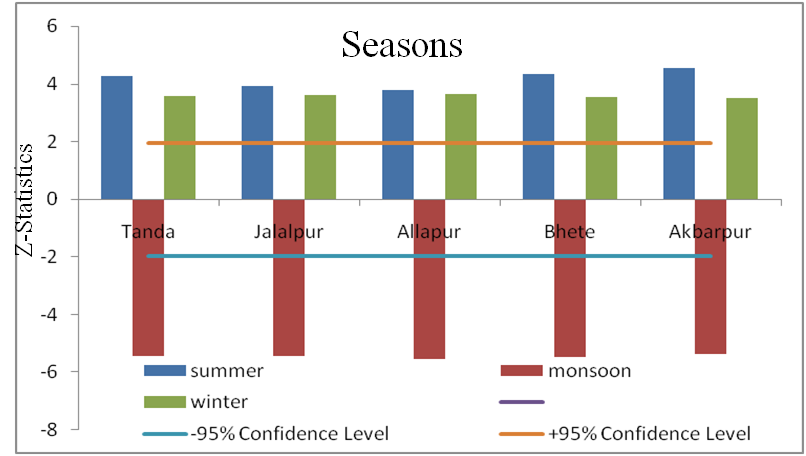 Seasons
Z-Statistics
6
4
2
0
-2
-4
-6
-8
Tanda Jalalpur Allapur Bhete Akbarpur
summer monsoon
winter
-95% Confidence Level +95% Confidence Level